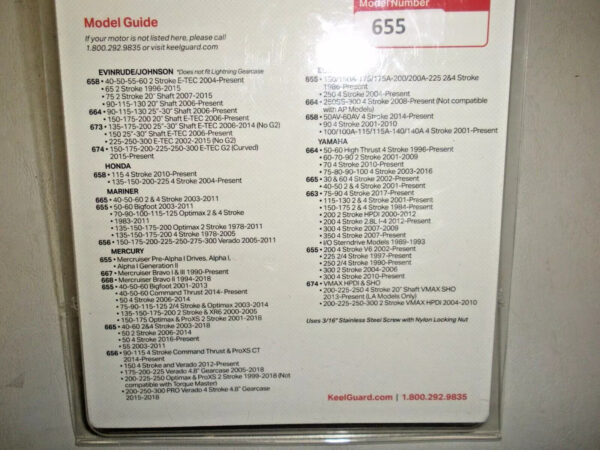 Model Guide
If your motor is not listed here, please call
1.800.292.9835 or visit keelguard.com
Model Number
655
EVINRUDE/JOHNSON *Does not fit Lightning Gearcase
658 • 40-50-55-60 2 Stroke E-TEC 2004-Present
• 65 2 Stroke 1996-2015
• 75 2 Stroke 20" Shaft 2007-2015
• 90-115-130 20" Shaft 2006-Present
664 • 90-115-130 25"-30" Shaft 2006-Present
• 150-175-200 20" Shaft E-TEC 2006-Present
673 • 135-175-200 25"-30" Shaft E-TEC 2006-2014 (No G2)
• 150 25"-30" Shaft E-TEC 2006-Present
• 225-250-300 E-TEC 2002-2015 (No G2)
674 • 150-175-200-225-250-300 E-TEC G2 (Curved)
2015-Present
HONDA
658 • 115 4 Stroke 2010-Present
• 135-150-200-225 4 Stroke 2004-Present
MARINER
665 • 40-50-60 2 & 4 Stroke 2003-2011
655 • 50-60 Bigfoot 2003-2011
• 70-90-100-115-125 Optimax 2 & 4 Stroke
• 1983-2011
• 135-150-175-200 Optimax 2 Stroke 1978-2011
• 135-150-175-200 4 Stroke 1978-2005
656 • 150-175-200-225-250-275-300 Verado 2005-2011
MERCURY
655 • Mercruiser Pre-Alpha I Drives, Alpha I,
Alpha I Generation II
667 • Mercruiser Bravo I & III 1990-Present
668 • Mercruiser Bravo II 1994-2018
655 • 40-50-60 Bigfoot 2001-2013
• 40-50-60 Command Thrust 2014- Present
• 50 4 Stroke 2006-2014
• 75-90-115-125 2/4 Stroke & Optimax 2003-2014
• 135-150-175-200 2 Stroke & XR6 2000-2005
• 150-175 Optimax & ProXS 2 Stroke 2001-2018
665 • 40-60 2&4 Stroke 2003-2018
• 50 2 Stroke 2006-2014
• 50 4 Stroke 2016-Present
• 55 2003-2011
656 • 90-115 4 Stroke Command Thrust & ProXS CT
2014-Present
• 150 4 Stroke and Verado 2012-Present
• 175-200-225 Verado 4.8" Gearcase 2005-2018
• 200-225-250 Optimax & ProXS 2 Stroke 1999-2018 (Not
compatible with Torque Master)
• 200-250-300 PRO Verado 4 Stroke 4.8" Gearcase
2015-2018
655 • 150/150A-175/175A-200/200A-225 2&4 Stroke
1986-Present
• 250 4 Stroke 2004-Present
664 • 250SS-300 4 Stroke 2008-Present (Not compatible
with AP Models)
658 • 50AV-60AV 4 Stroke 2014-Present
• 90 4 Stroke 2001-2010
• 100/100A-115/115A-140/140A 4 Stroke 2001-Present
YAMAHA
664 • 50-60 High Thrust 4 Stroke 1996-Present
• 60-70-90 2 Stroke 2001-2009
• 70 4 Stroke 2010-Present
• 75-80-90-100 4 Stroke 2003-2016
665 • 30 & 60 4 Stroke 2002-Present
• 40-50 2 & 4 Stroke 2001-Present
663 • 75-90 4 Stroke 2017-Present
• 115-130 2 & 4 Stroke 2001-Present
• 150-175 2 & 4 Stroke 1984-Present
• 200 2 Stroke HPDI 2000-2012
• 200 4 Stroke 2.8L I-4 2012-Present
• 300 4 Stroke 2007-2009
• 350 4 Stroke 2007-Present
• I/O Sterndrive Models 1989-1993
655 • 200 4 Stroke V6 2002-Present
• 225 2/4 Stroke 1997-Present
• 250 2/4 Stroke 1990-Present
• 300 2 Stroke 2004-2006
• 300 4 Stroke 2010-Present
674 • VMAX HPDI & SHO
• 200-225-250 4 Stroke 20" Shaft VMAX SHO
2013-Present (LA Models Only)
• 200-225-250-300 2 Stroke VMAX HPDI 2004-2010
Uses 3/16" Stainless Steel Screw with Nylon Locking Nut
KeelGuard.com | 1.800.292.9835